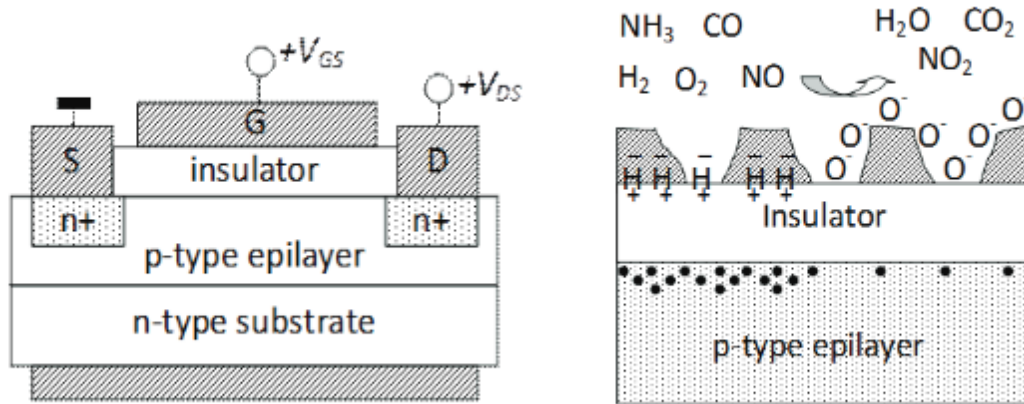 +V_GS
+V_DS
G
S
insulator
D
n+
n+
p-type epilayer
n-type substrate
NH₃ CO H₂O CO₂
H₂ O₂ NO NO₂
O⁻ O⁻
O⁻ O⁻ O⁻
O⁻ O⁻
− − − − −
H H H H H
+ + + + +
Insulator
p-type epilayer